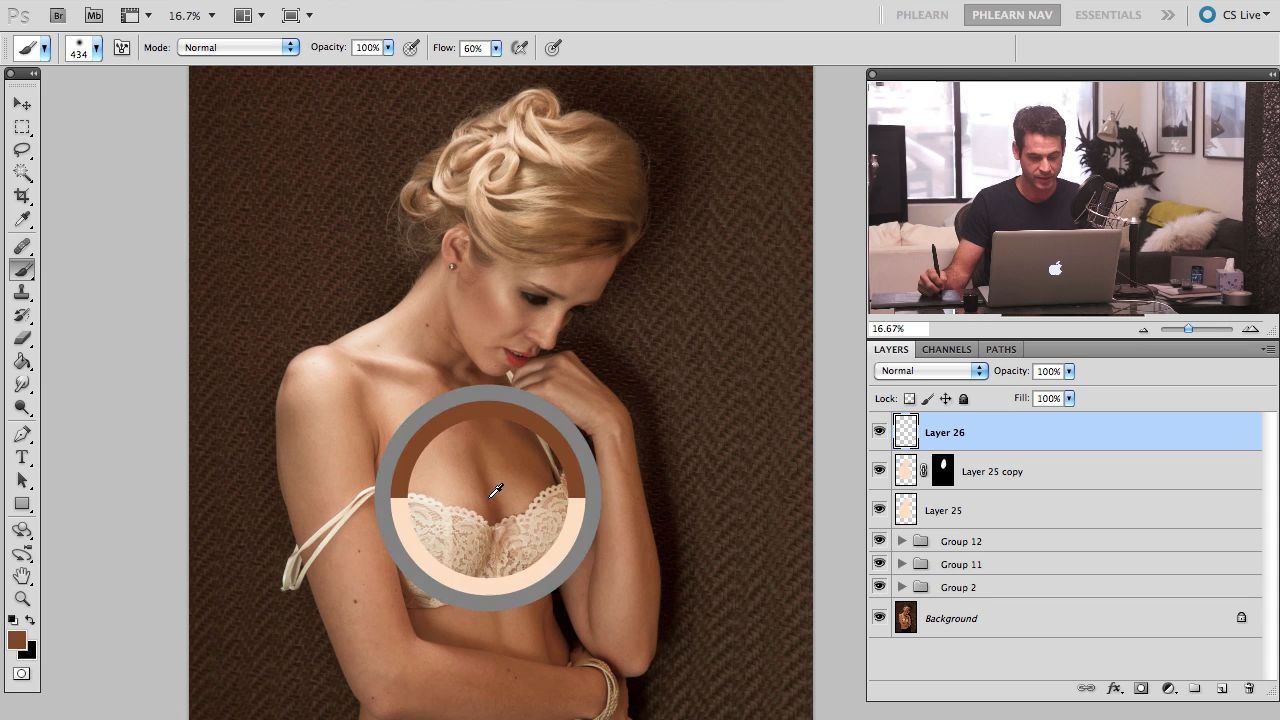 Ps Br Mb 16.7% PHLEARN PHLEARN NAV ESSENTIALS CS Live
434 Mode: Normal Opacity: 100% Flow: 60%
16.67%
LAYERS CHANNELS PATHS
Normal Opacity: 100%
Lock: Fill: 100%
Layer 26
Layer 25 copy
Layer 25
Group 12
Group 11
Group 2
Background
T
fx